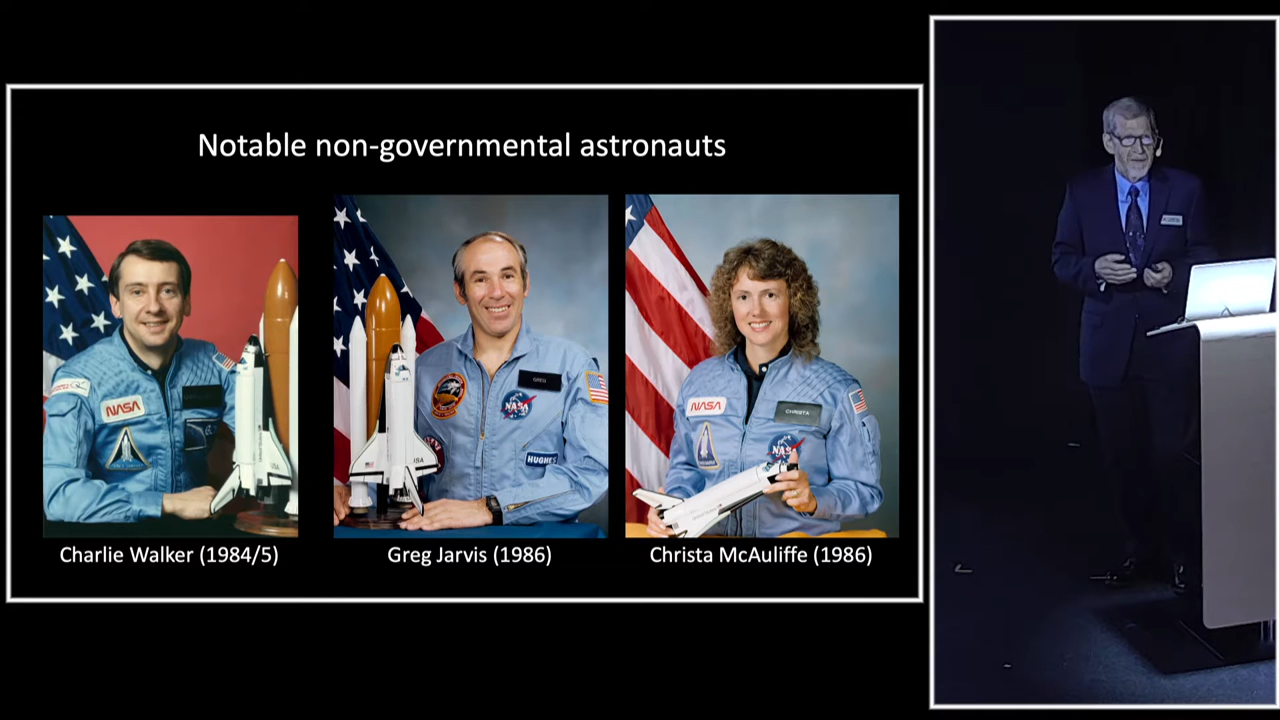 Notable non-governmental astronauts
NASA
GREG
NASA
HUGHES
USA
NASA
CHRISTA
NASA
Charlie Walker (1984/5)
Greg Jarvis (1986)
Christa McAuliffe (1986)